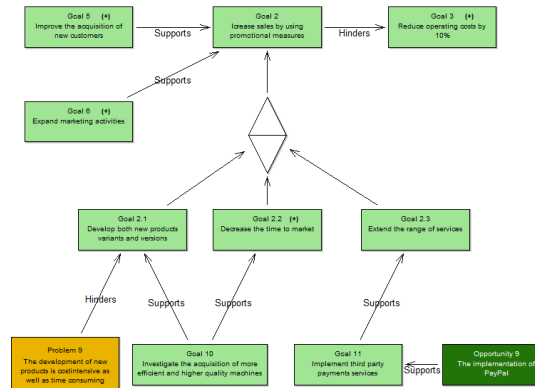 Goal 5 (+)
Improve the acquisition of
new customers
Supports
Goal 2
Icrease sales by using
promotional measures
Hinders
Goal 3 (+)
Reduce operating costs by
10%
Supports
Goal 6 (+)
Expand marketing activities
Goal 2.1
Develop both new products
variants and versions
Goal 2.2 (+)
Decrease the time to market
Goal 2.3
Extend the range of services
Hinders
Supports
Supports
Supports
Problem 9
The development of new
products is costintensive as
well as time consuming
Goal 10
Investigate the acquisition of more
efficient and higher quality machines
Goal 11
Implement third party
payments services
Supports
Opportunity 9
The implementation of
PayPal